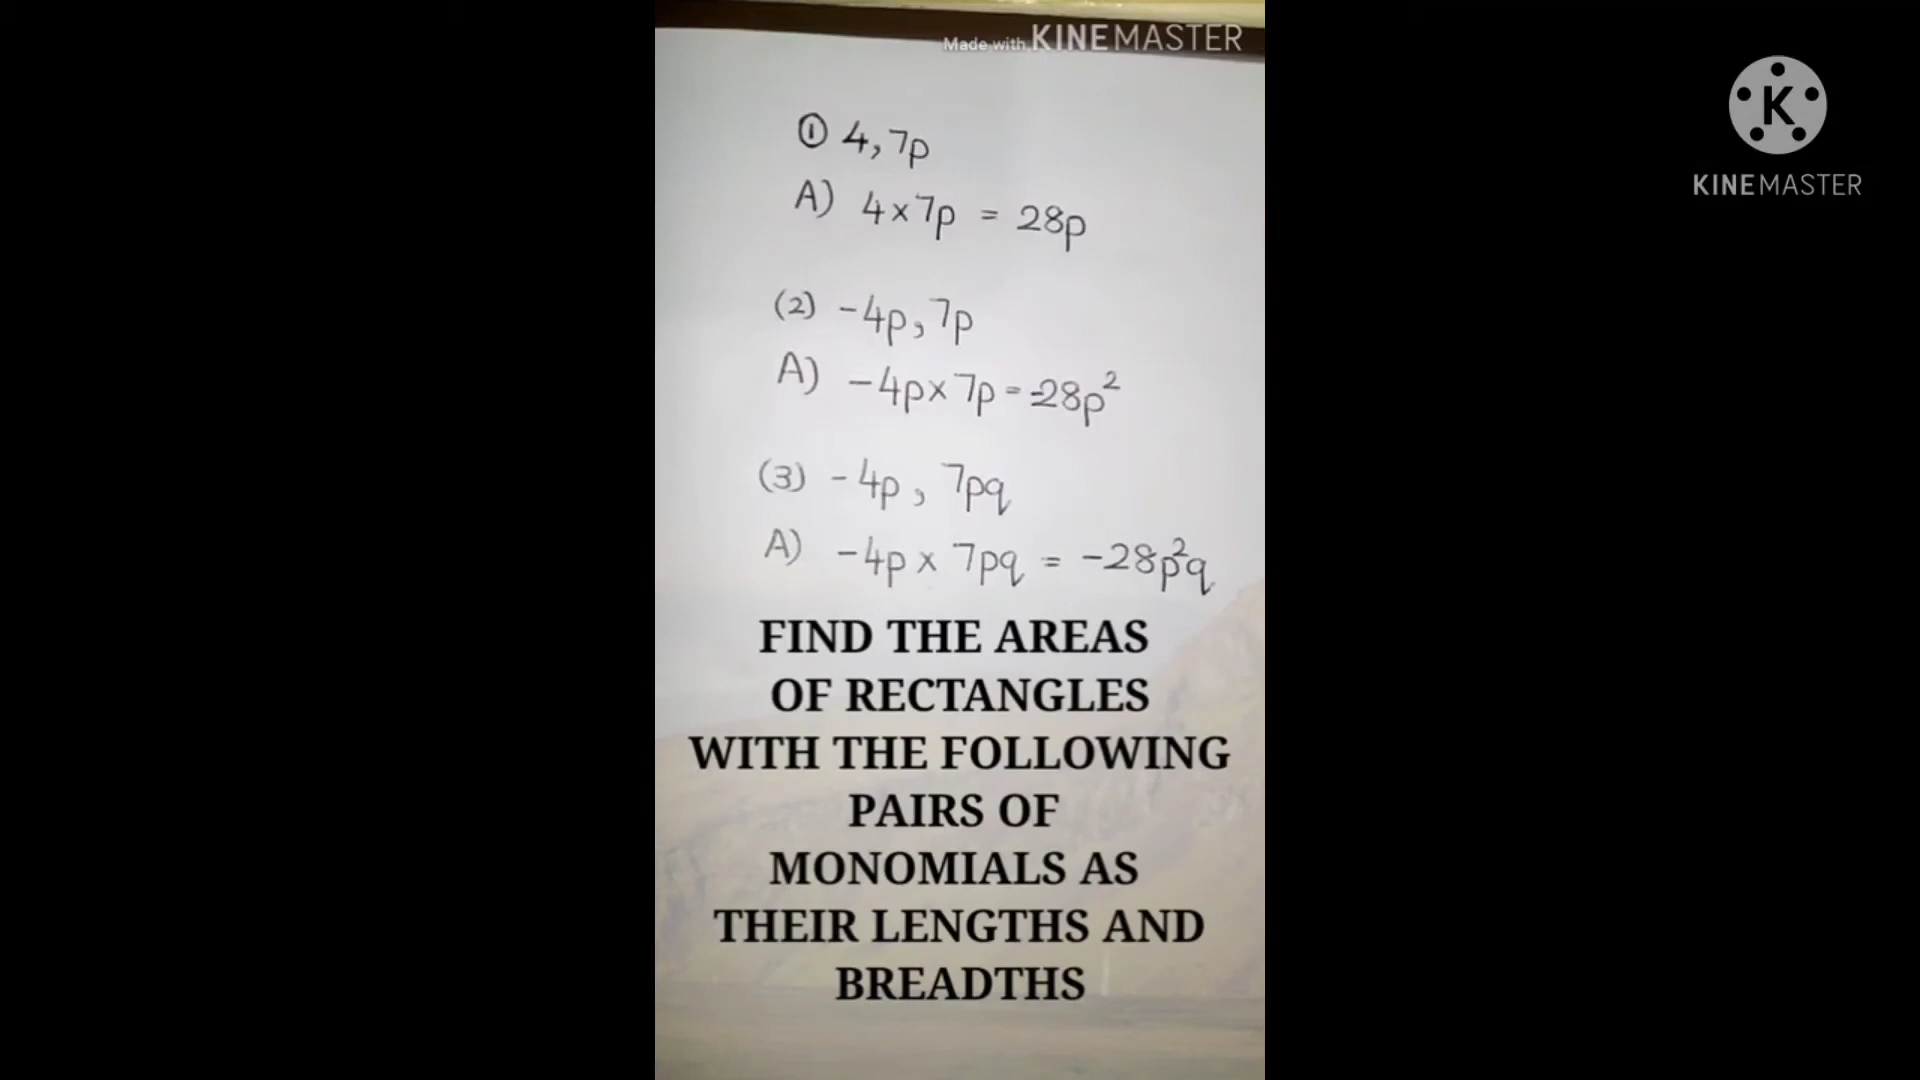 Made with KINEMASTER
① 4, 7p
A) 4 x 7p = 28p
(2) -4p, 7p
A) -4p x 7p = -28p²
(3) -4p, 7pq
A) -4p x 7pq = -28p²q
FIND THE AREAS
OF RECTANGLES
WITH THE FOLLOWING
PAIRS OF
MONOMIALS AS
THEIR LENGTHS AND
BREADTHS
K
KINEMASTER